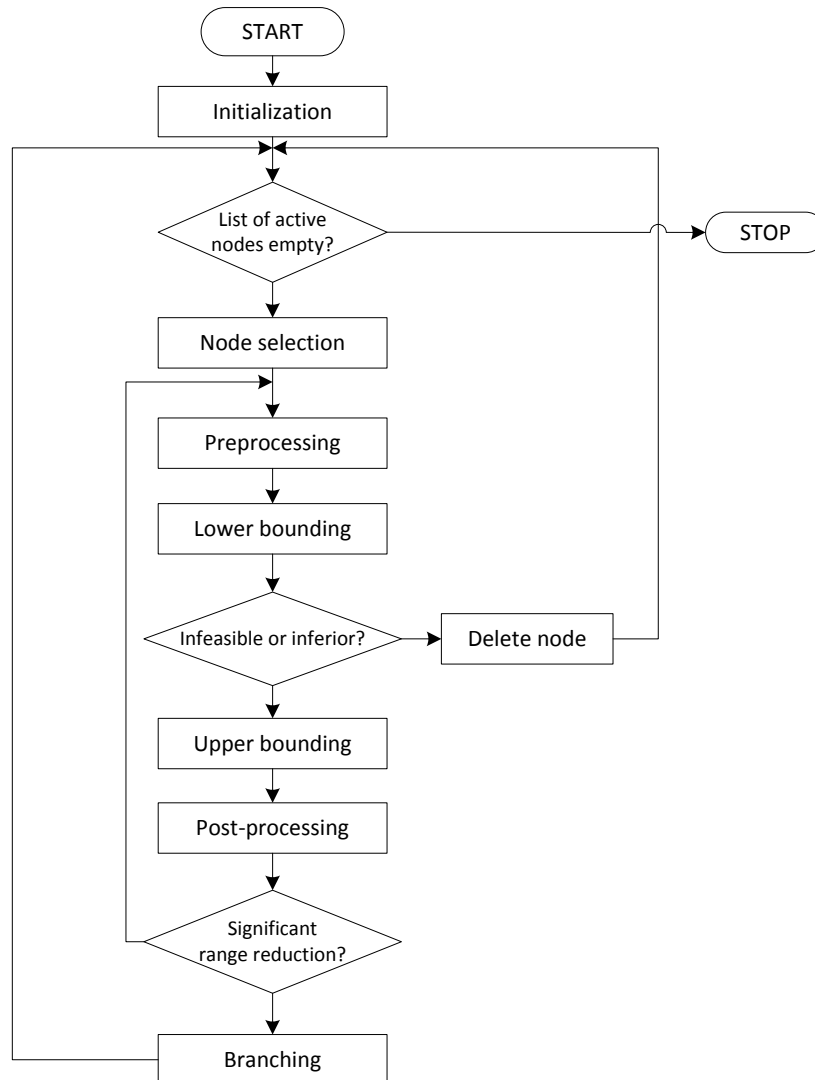 START
Initialization
List of active
nodes empty?
STOP
Node selection
Preprocessing
Lower bounding
Infeasible or inferior?
Delete node
Upper bounding
Post-processing
Significant
range reduction?
Branching